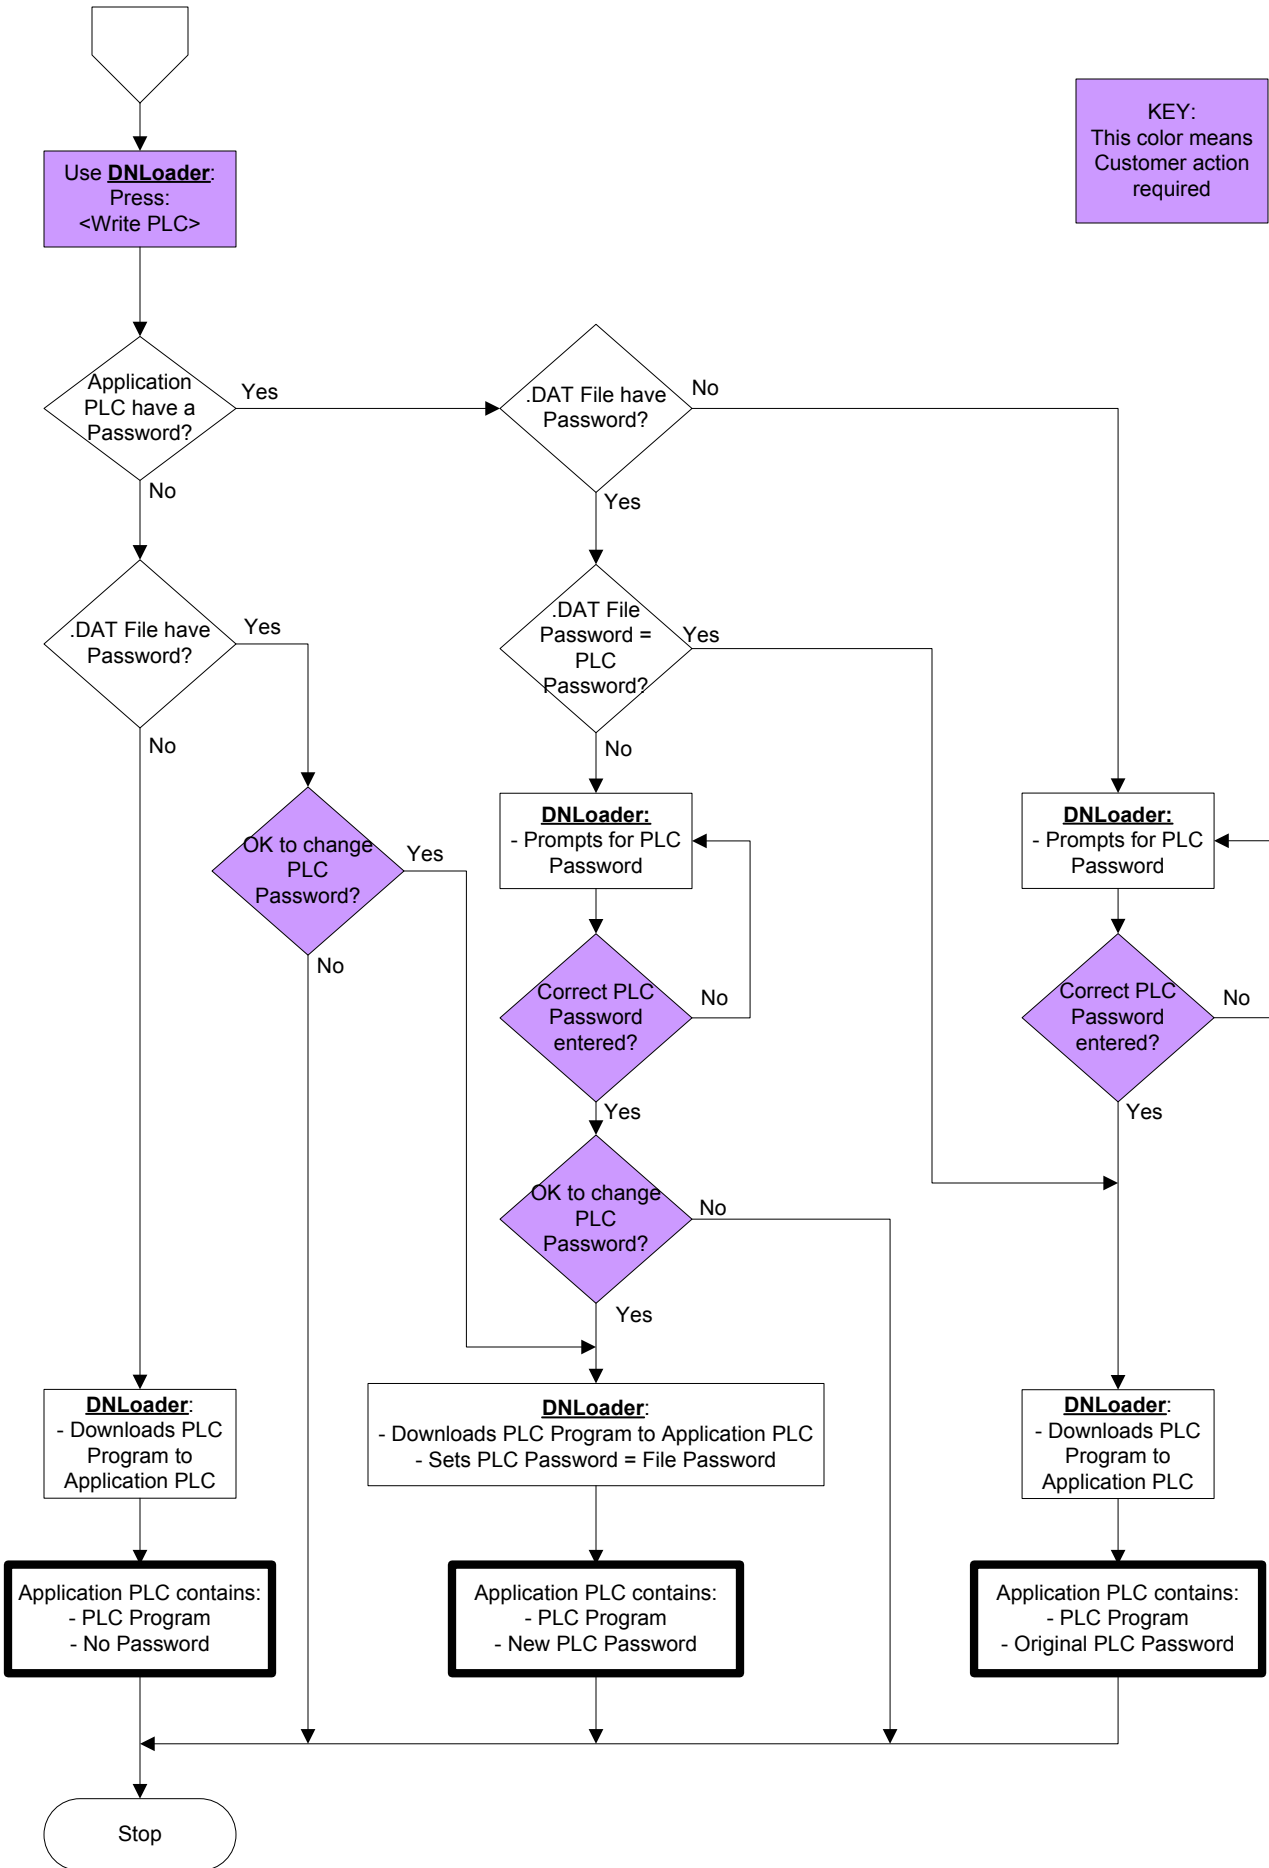 KEY:
This color means
Customer action
required
Use DNLoader:
Press:
<Write PLC>
Application
PLC have a
Password?
Yes
No
.DAT File have
Password?
No
Yes
.DAT File have
Password?
Yes
No
.DAT File
Password =
PLC
Password?
Yes
No
OK to change
PLC
Password?
Yes
No
DNLoader:
- Prompts for PLC
Password
DNLoader:
- Prompts for PLC
Password
Correct PLC
Password
entered?
No
Yes
Correct PLC
Password
entered?
No
Yes
OK to change
PLC
Password?
No
Yes
DNLoader:
- Downloads PLC
Program to
Application PLC
DNLoader:
- Downloads PLC Program to Application PLC
- Sets PLC Password = File Password
DNLoader:
- Downloads PLC
Program to
Application PLC
Application PLC contains:
- PLC Program
- No Password
Application PLC contains:
- PLC Program
- New PLC Password
Application PLC contains:
- PLC Program
- Original PLC Password
Stop